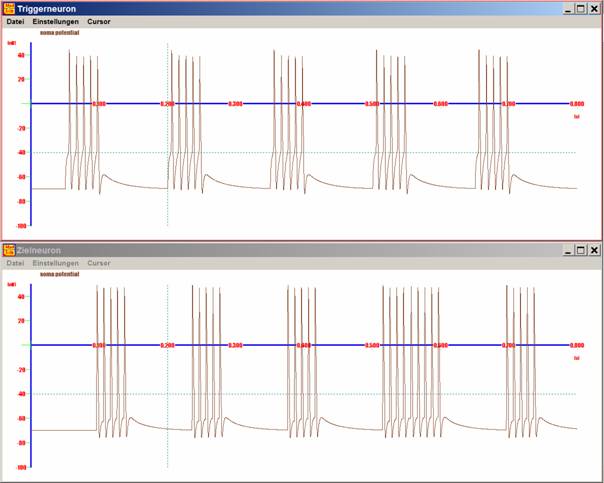 Triggerneuron
Datei Einstellungen Cursor
soma potential
[mV]
40
20
0.100 0.200 0.300 0.400 0.500 0.600 0.700 0.800
[s]
-20
-40
-60
-80
-100
Zielneuron
Datei Einstellungen Cursor
soma potential
[mV]
40
20
0.100 0.200 0.300 0.400 0.500 0.600 0.700 0.800
[s]
-20
-40
-60
-80
-100